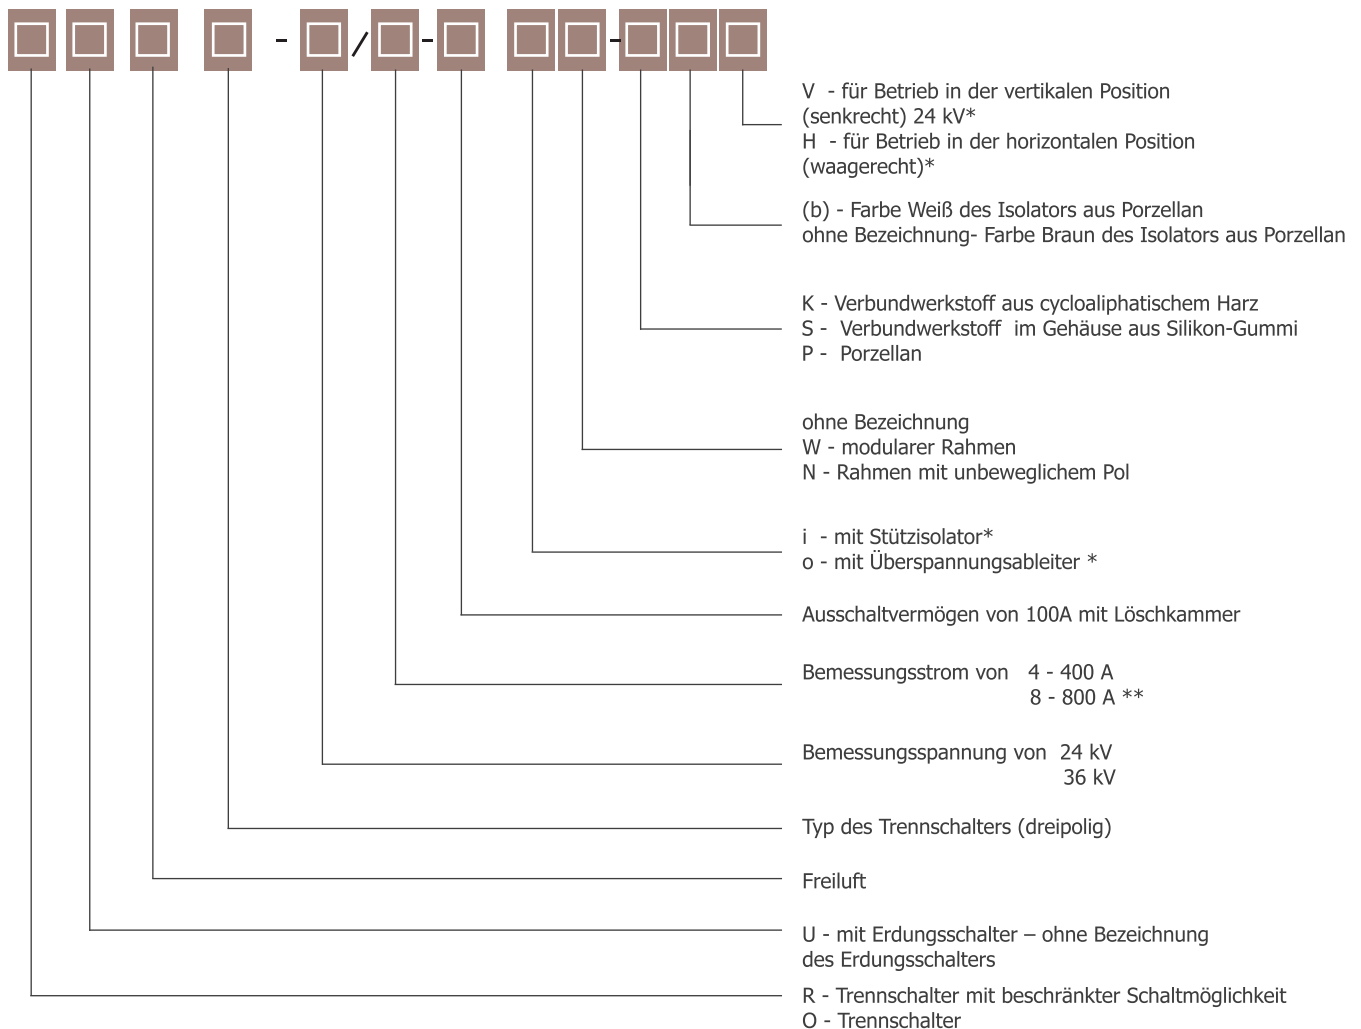 - / - -
V - für Betrieb in der vertikalen Position
(senkrecht) 24 kV*
H - für Betrieb in der horizontalen Position
(waagerecht)*
(b) - Farbe Weiß des Isolators aus Porzellan
ohne Bezeichnung- Farbe Braun des Isolators aus Porzellan
K - Verbundwerkstoff aus cycloaliphatischem Harz
S - Verbundwerkstoff im Gehäuse aus Silikon-Gummi
P - Porzellan
ohne Bezeichnung
W - modularer Rahmen
N - Rahmen mit unbeweglichem Pol
i - mit Stützisolator*
o - mit Überspannungsableiter *
Ausschaltvermögen von 100A mit Löschkammer
Bemessungsstrom von 4 - 400 A
8 - 800 A **
Bemessungsspannung von 24 kV
36 kV
Typ des Trennschalters (dreipolig)
Freiluft
U - mit Erdungsschalter – ohne Bezeichnung
des Erdungsschalters
R - Trennschalter mit beschränkter Schaltmöglichkeit
O - Trennschalter